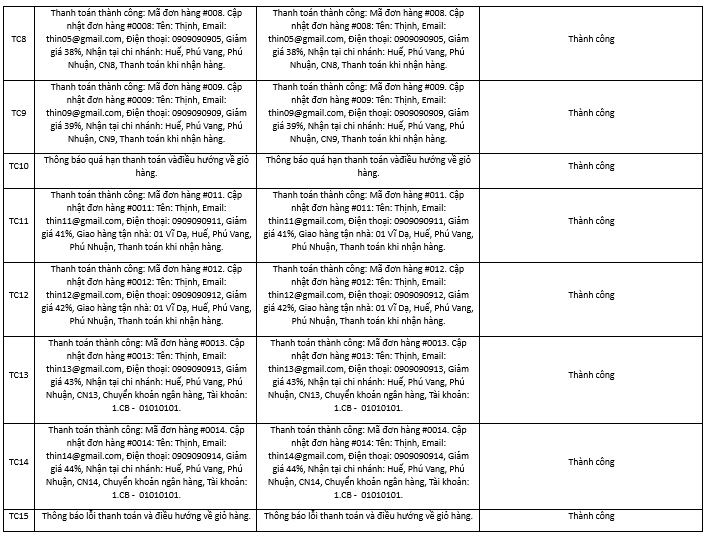 TC8
Thanh toán thành công: Mã đơn hàng #008. Cập
nhật đơn hàng #0008: Tên: Thịnh, Email:
thin05@gmail.com, Điện thoại: 0909090905, Giảm
giá 38%, Nhận tại chi nhánh: Huế, Phú Vang, Phú
Nhuận, CN8, Thanh toán khi nhận hàng.
Thanh toán thành công: Mã đơn hàng #008. Cập
nhật đơn hàng #008: Tên: Thịnh, Email:
thin05@gmail.com, Điện thoại: 0909090905, Giảm
giá 38%, Nhận tại chi nhánh: Huế, Phú Vang, Phú
Nhuận, CN8, Thanh toán khi nhận hàng.
Thành công
TC9
Thanh toán thành công: Mã đơn hàng #009. Cập
nhật đơn hàng #0009: Tên: Thịnh, Email:
thin09@gmail.com, Điện thoại: 0909090909, Giảm
giá 39%, Nhận tại chi nhánh: Huế, Phú Vang, Phú
Nhuận, CN9, Thanh toán khi nhận hàng.
Thanh toán thành công: Mã đơn hàng #009. Cập
nhật đơn hàng #009: Tên: Thịnh, Email:
thin09@gmail.com, Điện thoại: 0909090909, Giảm
giá 39%, Nhận tại chi nhánh: Huế, Phú Vang, Phú
Nhuận, CN9, Thanh toán khi nhận hàng.
Thành công
TC10
Thông báo quá hạn thanh toán vàđiều hướng về giỏ
hàng.
Thông báo quá hạn thanh toán vàđiều hướng về giỏ
hàng.
Thành công
TC11
Thanh toán thành công: Mã đơn hàng #011. Cập
nhật đơn hàng #0011: Tên: Thịnh, Email:
thin11@gmail.com, Điện thoại: 0909090911, Giảm
giá 41%, Giao hàng tận nhà: 01 Vĩ Dạ, Huế, Phú Vang,
Phú Nhuận, Thanh toán khi nhận hàng.
Thanh toán thành công: Mã đơn hàng #011. Cập
nhật đơn hàng #011: Tên: Thịnh, Email:
thin11@gmail.com, Điện thoại: 0909090911, Giảm
giá 41%, Giao hàng tận nhà: 01 Vĩ Dạ, Huế, Phú Vang,
Phú Nhuận, Thanh toán khi nhận hàng.
Thành công
TC12
Thanh toán thành công: Mã đơn hàng #012. Cập
nhật đơn hàng #0012: Tên: Thịnh, Email:
thin12@gmail.com, Điện thoại: 0909090912, Giảm
giá 42%, Giao hàng tận nhà: 01 Vĩ Dạ, Huế, Phú Vang,
Phú Nhuận, Thanh toán khi nhận hàng.
Thanh toán thành công: Mã đơn hàng #012. Cập
nhật đơn hàng #012: Tên: Thịnh, Email:
thin12@gmail.com, Điện thoại: 0909090912, Giảm
giá 42%, Giao hàng tận nhà: 01 Vĩ Dạ, Huế, Phú Vang,
Phú Nhuận, Thanh toán khi nhận hàng.
Thành công
TC13
Thanh toán thành công: Mã đơn hàng #0013. Cập
nhật đơn hàng #0013: Tên: Thịnh, Email:
thin13@gmail.com, Điện thoại: 0909090913, Giảm
giá 43%, Nhận tại chi nhánh: Huế, Phú Vang, Phú
Nhuận, CN13, Chuyển khoản ngân hàng, Tài khoản:
1.CB - 01010101.
Thanh toán thành công: Mã đơn hàng #0013. Cập
nhật đơn hàng #013: Tên: Thịnh, Email:
thin13@gmail.com, Điện thoại: 0909090913, Giảm
giá 43%, Nhận tại chi nhánh: Huế, Phú Vang, Phú
Nhuận, CN13, Chuyển khoản ngân hàng, Tài khoản:
1.CB - 01010101.
Thành công
TC14
Thanh toán thành công: Mã đơn hàng #0014. Cập
nhật đơn hàng #0014: Tên: Thịnh, Email:
thin14@gmail.com, Điện thoại: 0909090914, Giảm
giá 44%, Nhận tại chi nhánh: Huế, Phú Vang, Phú
Nhuận, CN14, Chuyển khoản ngân hàng, Tài khoản:
1.CB - 01010101.
Thanh toán thành công: Mã đơn hàng #0014. Cập
nhật đơn hàng #014: Tên: Thịnh, Email:
thin14@gmail.com, Điện thoại: 0909090914, Giảm
giá 44%, Nhận tại chi nhánh: Huế, Phú Vang, Phú
Nhuận, CN14, Chuyển khoản ngân hàng, Tài khoản:
1.CB - 01010101.
Thành công
TC15
Thông báo lỗi thanh toán và điều hướng về giỏ hàng.
Thông báo lỗi thanh toán và điều hướng về giỏ hàng.
Thành công